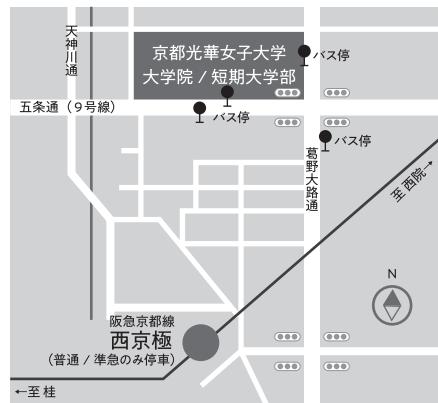 天神川通
京都光華女子大学
大学院 / 短期大学部
バス停
五条通（9号線）
バス停
バス停
葛野大路通
至 西院→
N
阪急京都線
西京極
（普通 / 準急のみ停車）
←至 桂